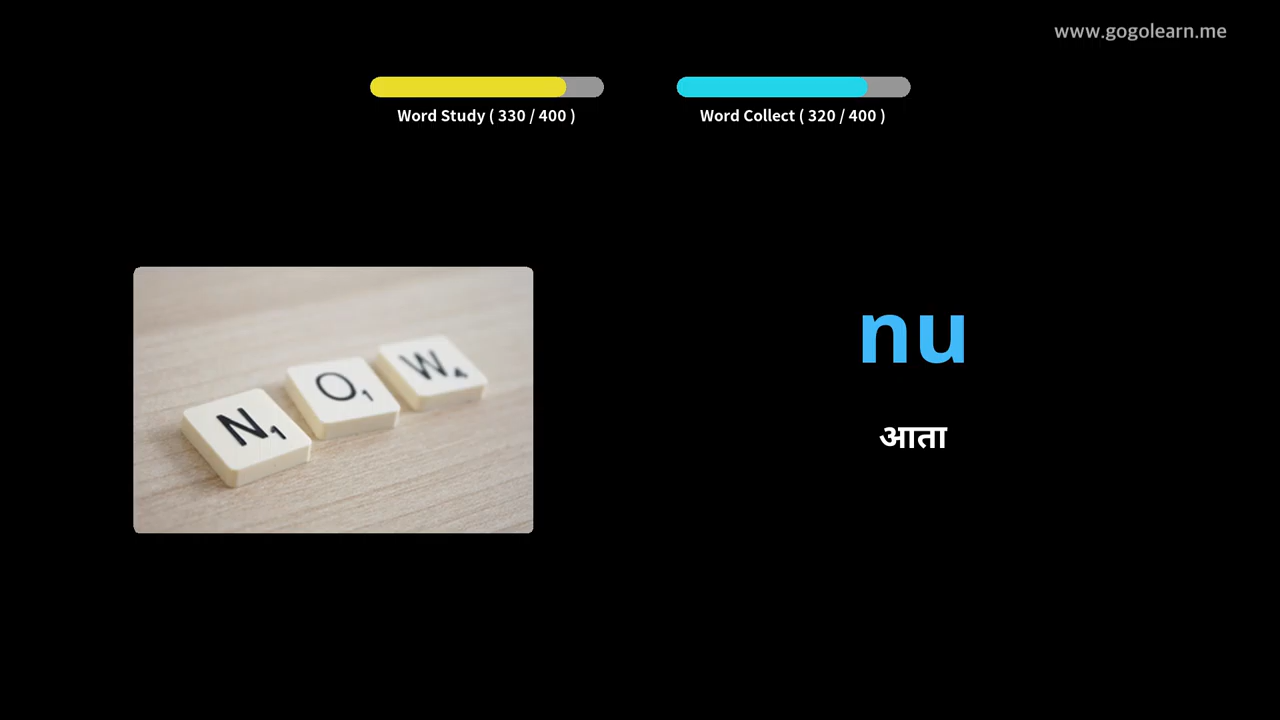 www.gogolearn.me
Word Study ( 330 / 400 )
Word Collect ( 320 / 400 )
N1 O1 W4
nu
आता